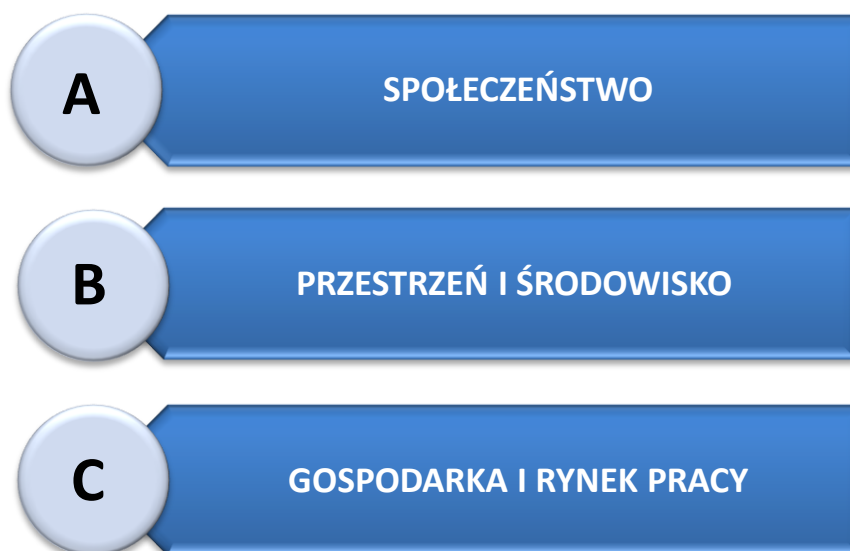 A
SPOŁECZEŃSTWO
B
PRZESTRZEŃ I ŚRODOWISKO
C
GOSPODARKA I RYNEK PRACY